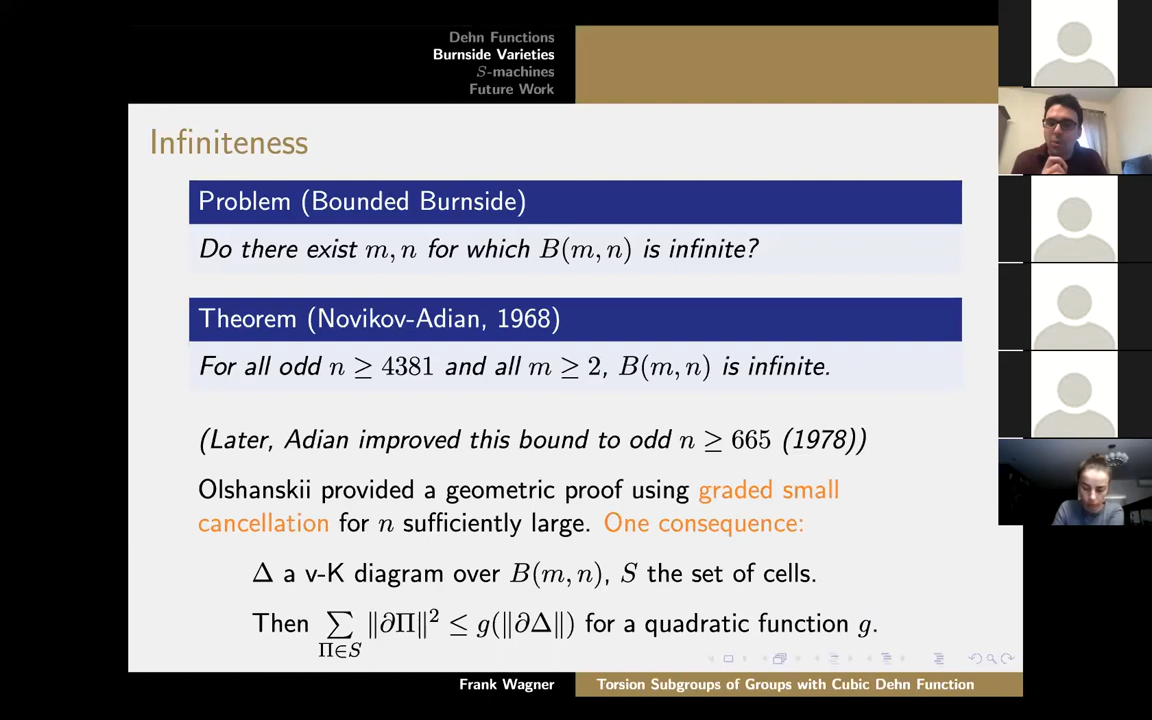 Dehn Functions
Burnside Varieties
S-machines
Future Work
Infiniteness
Problem (Bounded Burnside)
Do there exist m, n for which B(m, n) is infinite?
Theorem (Novikov-Adian, 1968)
For all odd n ≥ 4381 and all m ≥ 2, B(m, n) is infinite.
(Later, Adian improved this bound to odd n ≥ 665 (1978))
Olshanskii provided a geometric proof using graded small
cancellation for n sufficiently large. One consequence:
Δ a v-K diagram over B(m, n), S the set of cells.
Then ∑_{Π∈S} ‖∂Π‖² ≤ g(‖∂Δ‖) for a quadratic function g.
Frank Wagner
Torsion Subgroups of Groups with Cubic Dehn Function